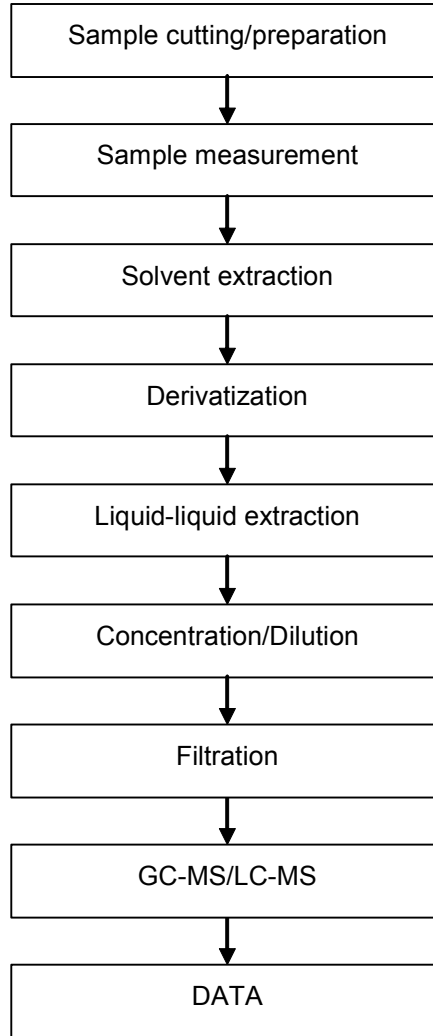 Sample cutting/preparation
Sample measurement
Solvent extraction
Derivatization
Liquid-liquid extraction
Concentration/Dilution
Filtration
GC-MS/LC-MS
DATA